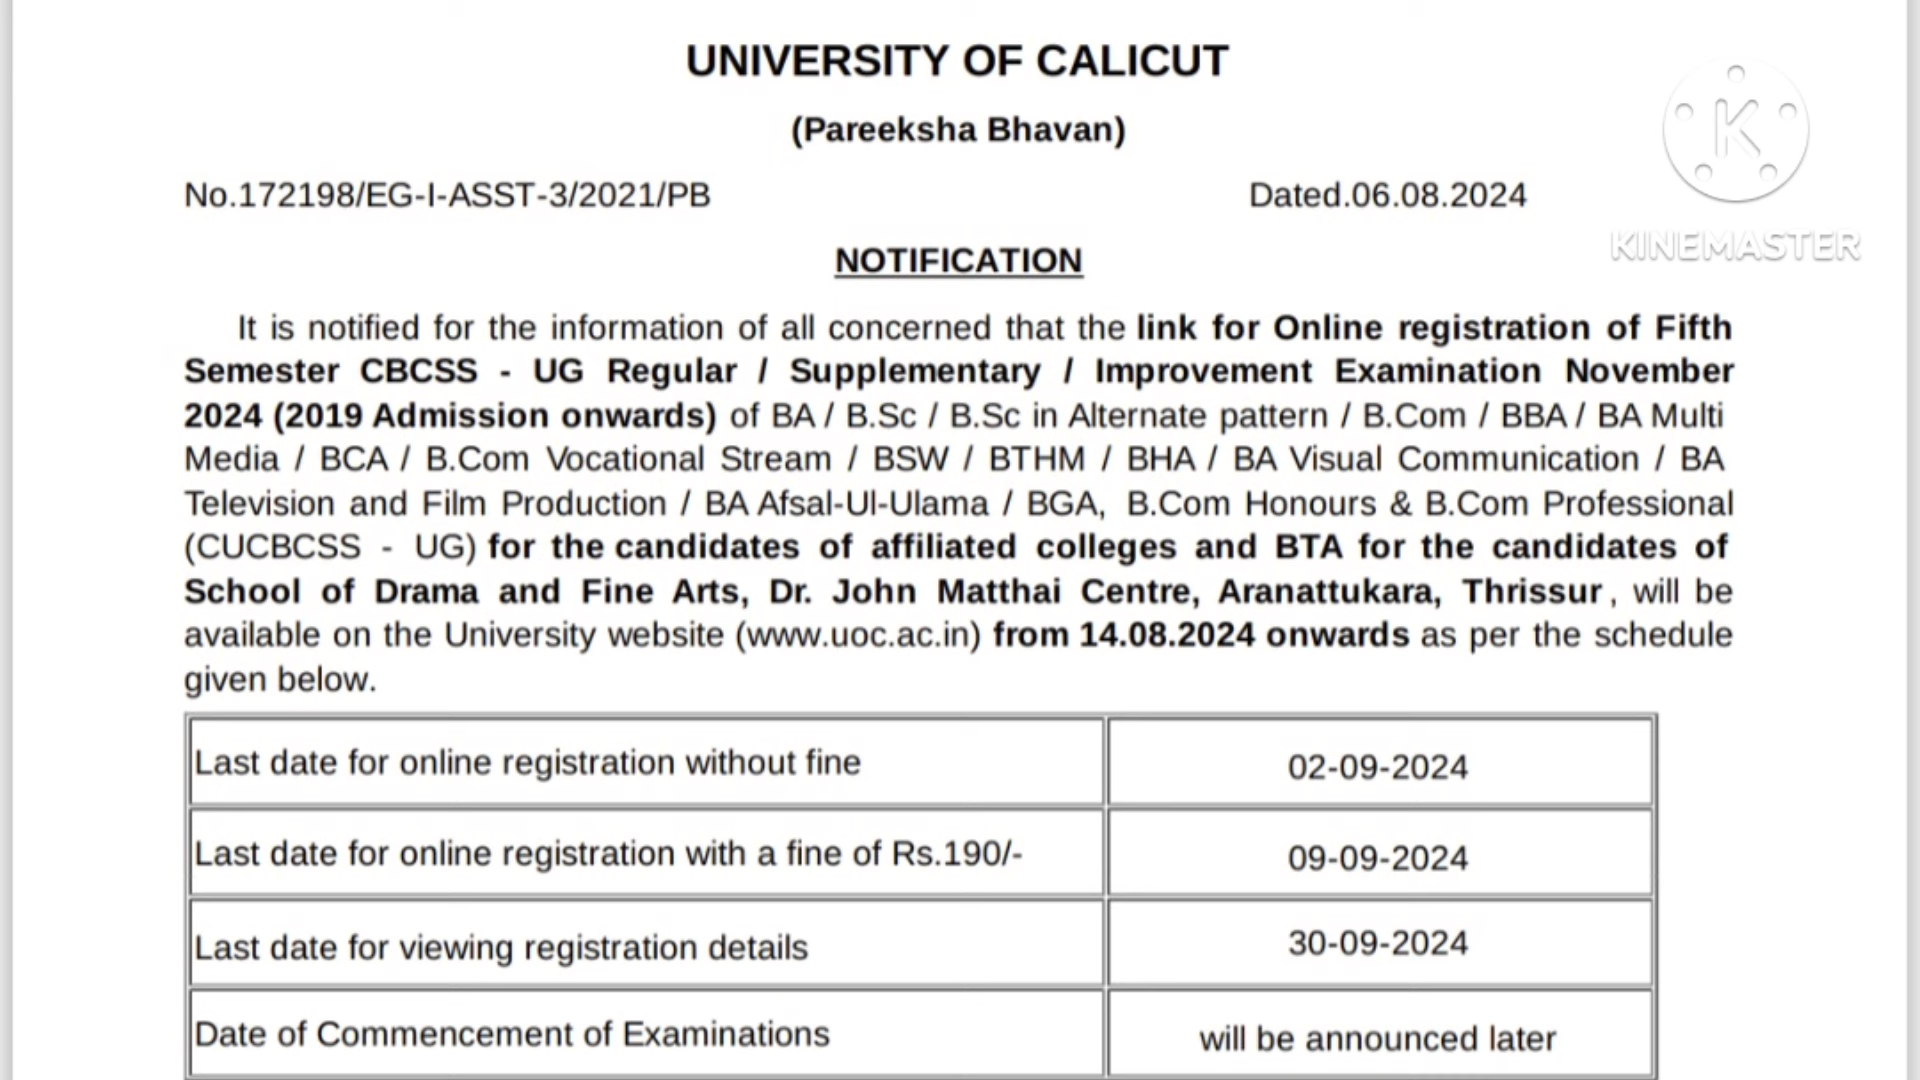 UNIVERSITY OF CALICUT
(Pareeksha Bhavan)
No.172198/EG-I-ASST-3/2021/PB Dated.06.08.2024
K
KINEMASTER
NOTIFICATION
It is notified for the information of all concerned that the link for Online registration of Fifth
Semester CBCSS - UG Regular / Supplementary / Improvement Examination November
2024 (2019 Admission onwards) of BA / B.Sc / B.Sc in Alternate pattern / B.Com / BBA / BA Multi
Media / BCA / B.Com Vocational Stream / BSW / BTHM / BHA / BA Visual Communication / BA
Television and Film Production / BA Afsal-Ul-Ulama / BGA, B.Com Honours & B.Com Professional
(CUCBCSS - UG) for the candidates of affiliated colleges and BTA for the candidates of
School of Drama and Fine Arts, Dr. John Matthai Centre, Aranattukara, Thrissur, will be
available on the University website (www.uoc.ac.in) from 14.08.2024 onwards as per the schedule
given below.
Last date for online registration without fine 02-09-2024
Last date for online registration with a fine of Rs.190/- 09-09-2024
Last date for viewing registration details 30-09-2024
Date of Commencement of Examinations will be announced later